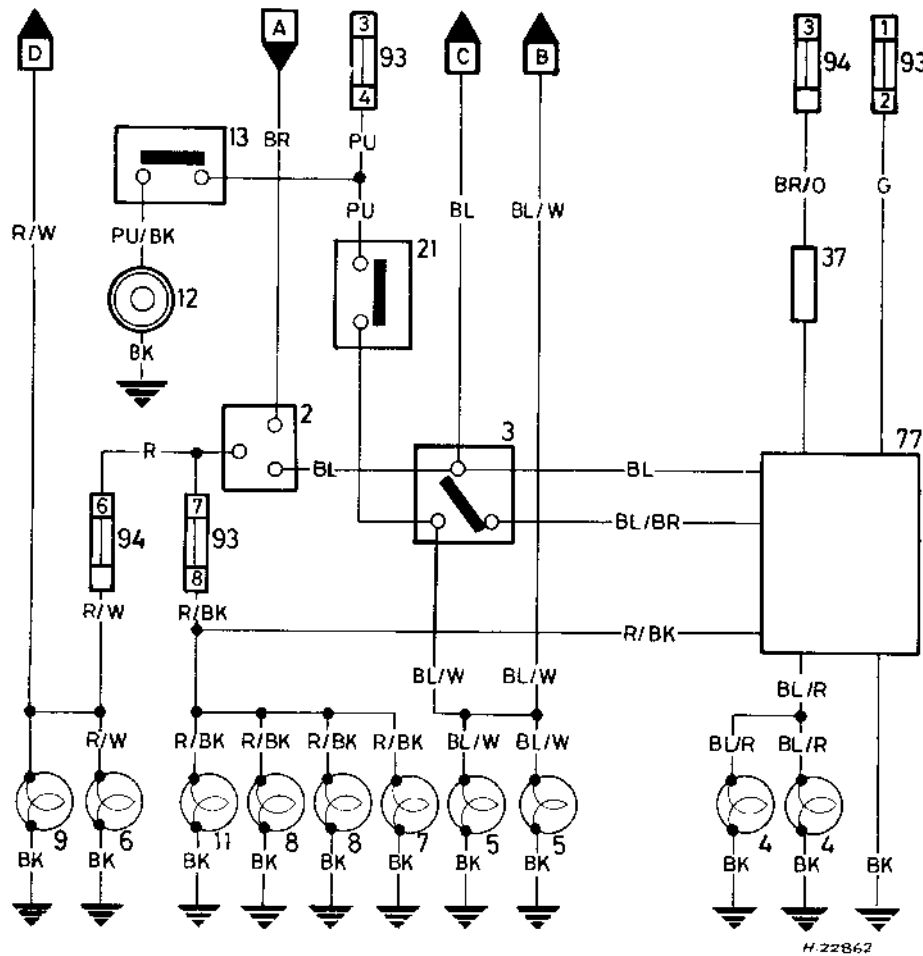 D
A
3
93
4
C
B
3
94
1
93
2
13
BR
PU
BR/O
G
R/W
PU/BK
PU
21
BL
BL/W
37
12
BK
2
3
77
R
BL
BL
6
94
7
93
8
BL/BR
R/W
R/BK
R/BK
BL/W
BL/W
BL/R
R/W
R/BK
R/BK
R/BK
R/BK
BL/W
BL/W
BL/R
BL/R
9
6
11
8
8
7
5
5
4
4
BK
BK
BK
BK
BK
BK
BK
BK
BK
BK
BK
H.22862